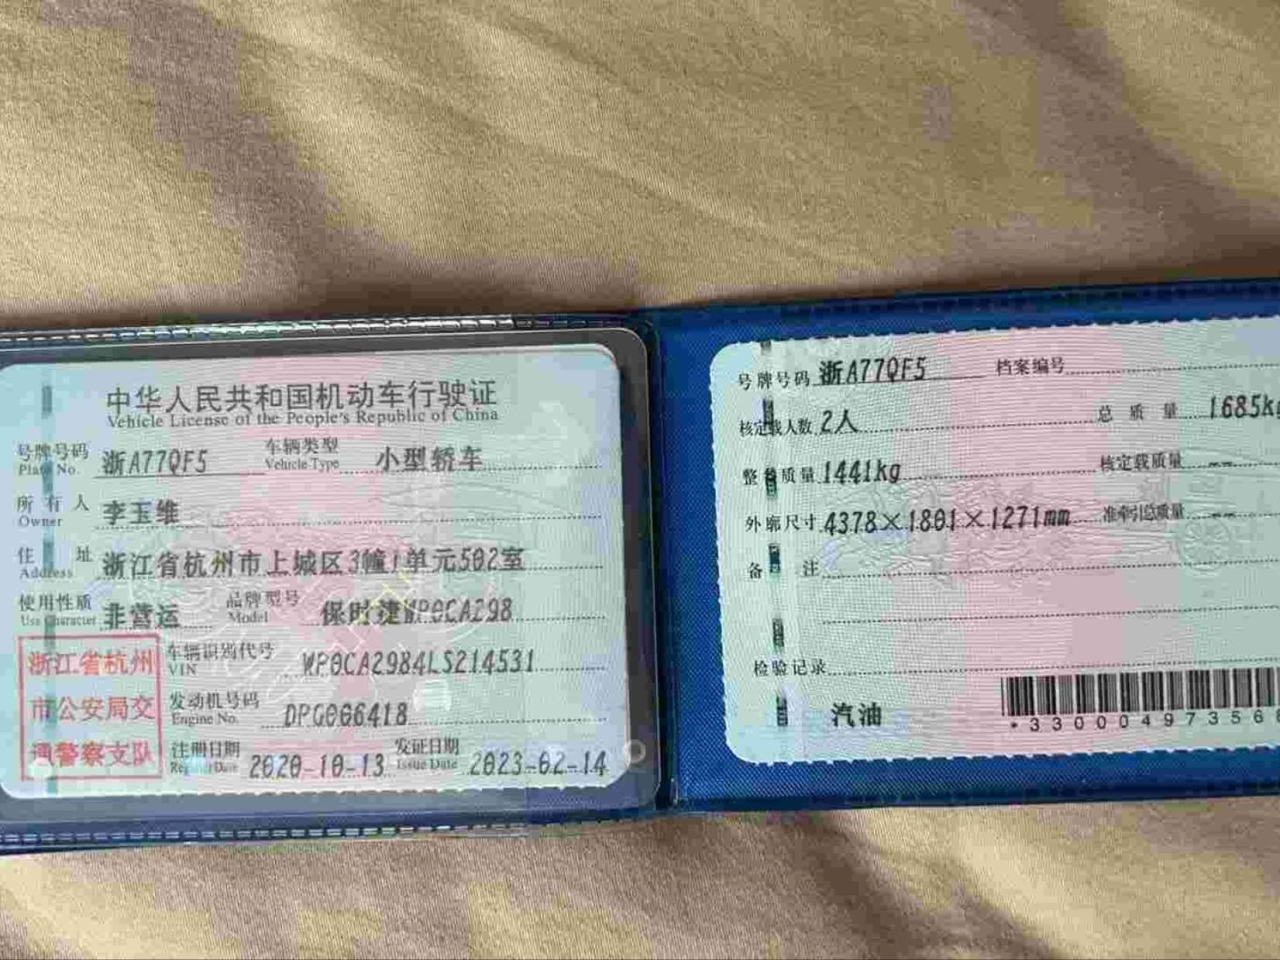 中华人民共和国机动车行驶证
Vehicle License of the People's Republic of China
号牌号码 浙A77QF5 车辆类型 小型轿车
Plate No. Vehicle Type
所有人 李玉维
Owner
住址 浙江省杭州市上城区3幢1单元502室
Address
使用性质 非营运 品牌型号 保时捷WP0CA298
Use Character Model
浙江省杭州市公安局交通警察支队
车辆识别代号 WP0CA2984LS214531
VIN
发动机号码 DPG006418
Engine No.
注册日期 2020-10-13 发证日期 2023-02-14
Register Date Issue Date
号牌号码 浙A77QF5 档案编号
核定载人数 2人 总质量 1685kg
整备质量 1441kg 核定载质量 --
外廓尺寸 4378×1801×1271mm 准牵引总质量 --
备注
检验记录
汽油
*330004973566